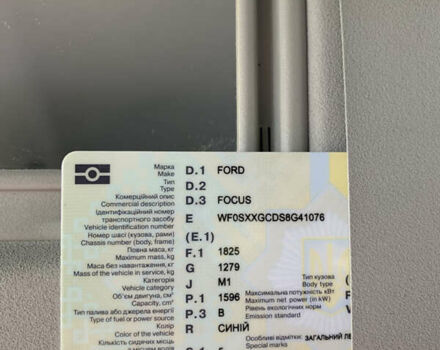 Марка
Make D.1 FORD
Тип
Type D.2
Комерційний опис
Commercial description D.3 FOCUS
Ідентифікаційний номер
транспортного засобу E WF0SXXGCDS8G41076
Vehicle identification number
Номер шасі (кузова, рами) (E.1)
Chassis number (body, frame)
Повна маса, кг F.1 1825
Maximum mass, kg
Маса без навантаження, кг G 1279
Mass of the vehicle in service, kg
Категорія J M1 Тип кузова
Vehicle category Body type
Об'єм двигуна, см³ P.1 1596 Максимальна потужність, кВт
Capacity, cm³ Maximum net power (in kW)
Тип палива або джерела енергії P.3 B Рівень екологічних норм
Type of fuel or power source Emission standard
Колір R СИНІЙ
Color of the vehicle Особливі відмітки ЗАГАЛЬНИЙ
Кількість сидячих місць Special marks